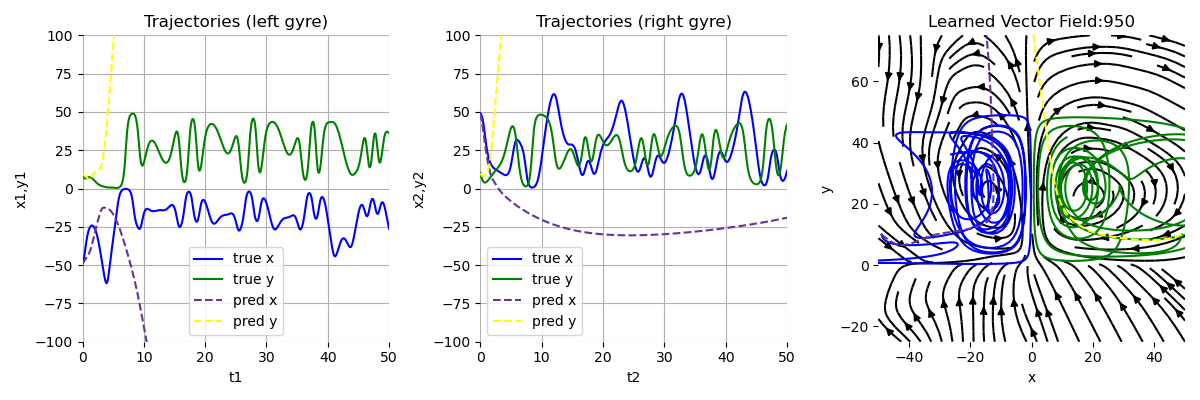 Trajectories (left gyre)
x1,y1
100
75
50
25
0
−25
−50
−75
−100
0
10
20
30
40
50
t1
true x
true y
pred x
pred y
Trajectories (right gyre)
x2,y2
100
75
50
25
0
−25
−50
−75
−100
0
10
20
30
40
50
t2
true x
true y
pred x
pred y
Learned Vector Field:950
y
60
40
20
0
−20
−40
−20
0
20
40
x